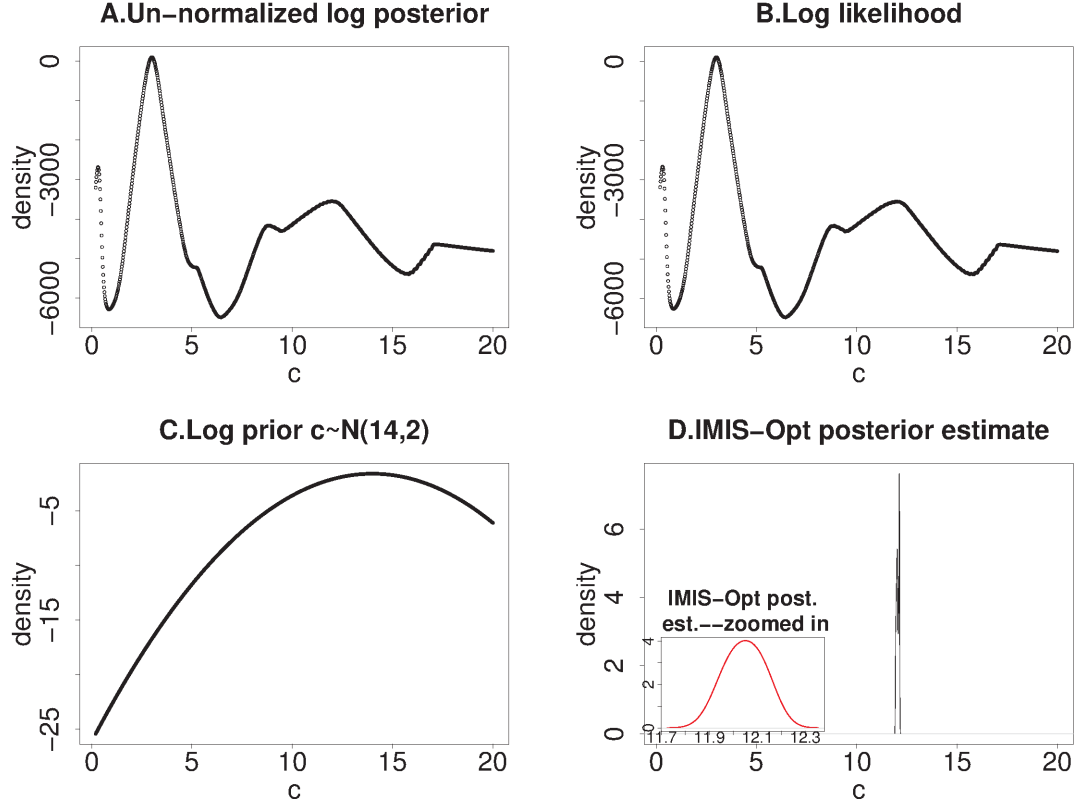 A.Un−normalized log posterior
density
0
−3000
−6000
0 5 10 15 20
c
B.Log likelihood
density
0
−3000
−6000
0 5 10 15 20
c
C.Log prior c~N(14,2)
density
−5
−15
−25
0 5 10 15 20
c
D.IMIS−Opt posterior estimate
density
6
4
2
0
0 5 10 15 20
c
IMIS−Opt post.
est.−−zoomed in
4
2
0
11.7 11.9 12.1 12.3